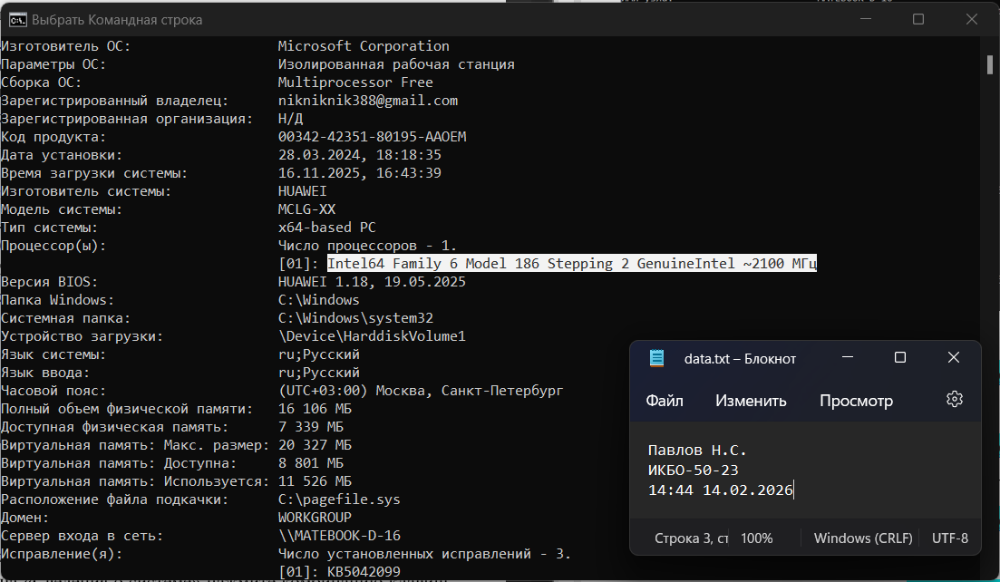 Выбрать Командная строка
Изготовитель ОС: Microsoft Corporation
Параметры ОС: Изолированная рабочая станция
Сборка ОС: Multiprocessor Free
Зарегистрированный владелец: nikniknik388@gmail.com
Зарегистрированная организация: Н/Д
Код продукта: 00342-42351-80195-AAOEM
Дата установки: 28.03.2024, 18:18:35
Время загрузки системы: 16.11.2025, 16:43:39
Изготовитель системы: HUAWEI
Модель системы: MCLG-XX
Тип системы: x64-based PC
Процессор(ы): Число процессоров - 1.
[01]: Intel64 Family 6 Model 186 Stepping 2 GenuineIntel ~2100 МГц
Версия BIOS: HUAWEI 1.18, 19.05.2025
Папка Windows: C:\Windows
Системная папка: C:\Windows\system32
Устройство загрузки: \Device\HarddiskVolume1
Язык системы: ru;Русский
Язык ввода: ru;Русский
Часовой пояс: (UTC+03:00) Москва, Санкт-Петербург
Полный объем физической памяти: 16 106 МБ
Доступная физическая память: 7 339 МБ
Виртуальная память: Макс. размер: 20 327 МБ
Виртуальная память: Доступна: 8 801 МБ
Виртуальная память: Используется: 11 526 МБ
Расположение файла подкачки: C:\pagefile.sys
Домен: WORKGROUP
Сервер входа в сеть: \\MATEBOOK-D-16
Исправление(я): Число установленных исправлений - 3.
[01]: KB5042099
data.txt – Блокнот
Файл Изменить Просмотр
Павлов Н.С.
ИКБО-50-23
14:44 14.02.2026
Строка 3, ст 100% Windows (CRLF) UTF-8